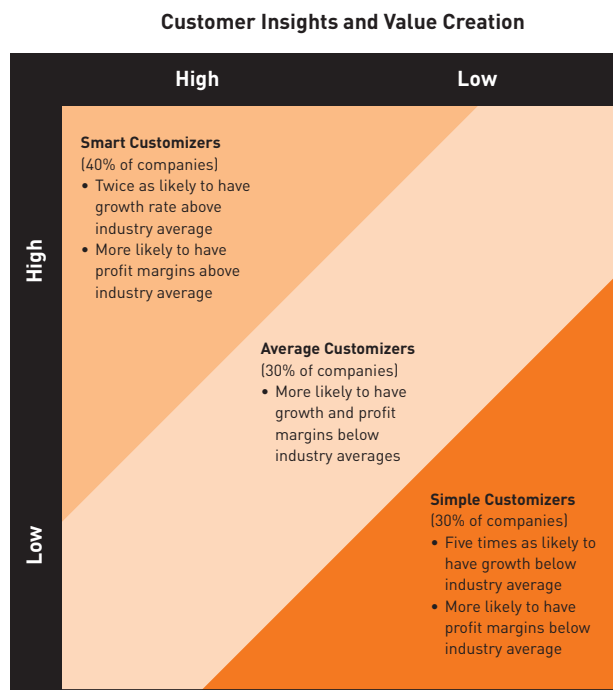 Customer Insights and Value Creation
High
Low
High
Low
Smart Customizers
(40% of companies)
• Twice as likely to have
growth rate above
industry average
• More likely to have
profit margins above
industry average
Average Customizers
(30% of companies)
• More likely to have
growth and profit
margins below
industry averages
Simple Customizers
(30% of companies)
• Five times as likely to
have growth below
industry average
• More likely to have
profit margins below
industry average